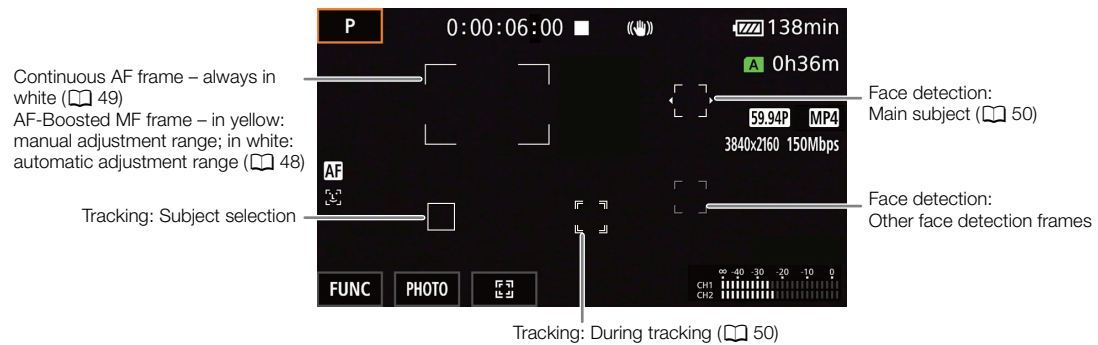 P 0:00:06:00 138min
A 0h36m
Continuous AF frame – always in
white (49)
AF-Boosted MF frame – in yellow:
manual adjustment range; in white:
automatic adjustment range (48)
Face detection:
Main subject (50)
59.94P MP4
3840x2160 150Mbps
AF
Tracking: Subject selection
Face detection:
Other face detection frames
FUNC PHOTO
∞ -40 -30 -20 -10 0
CH1
CH2
Tracking: During tracking (50)